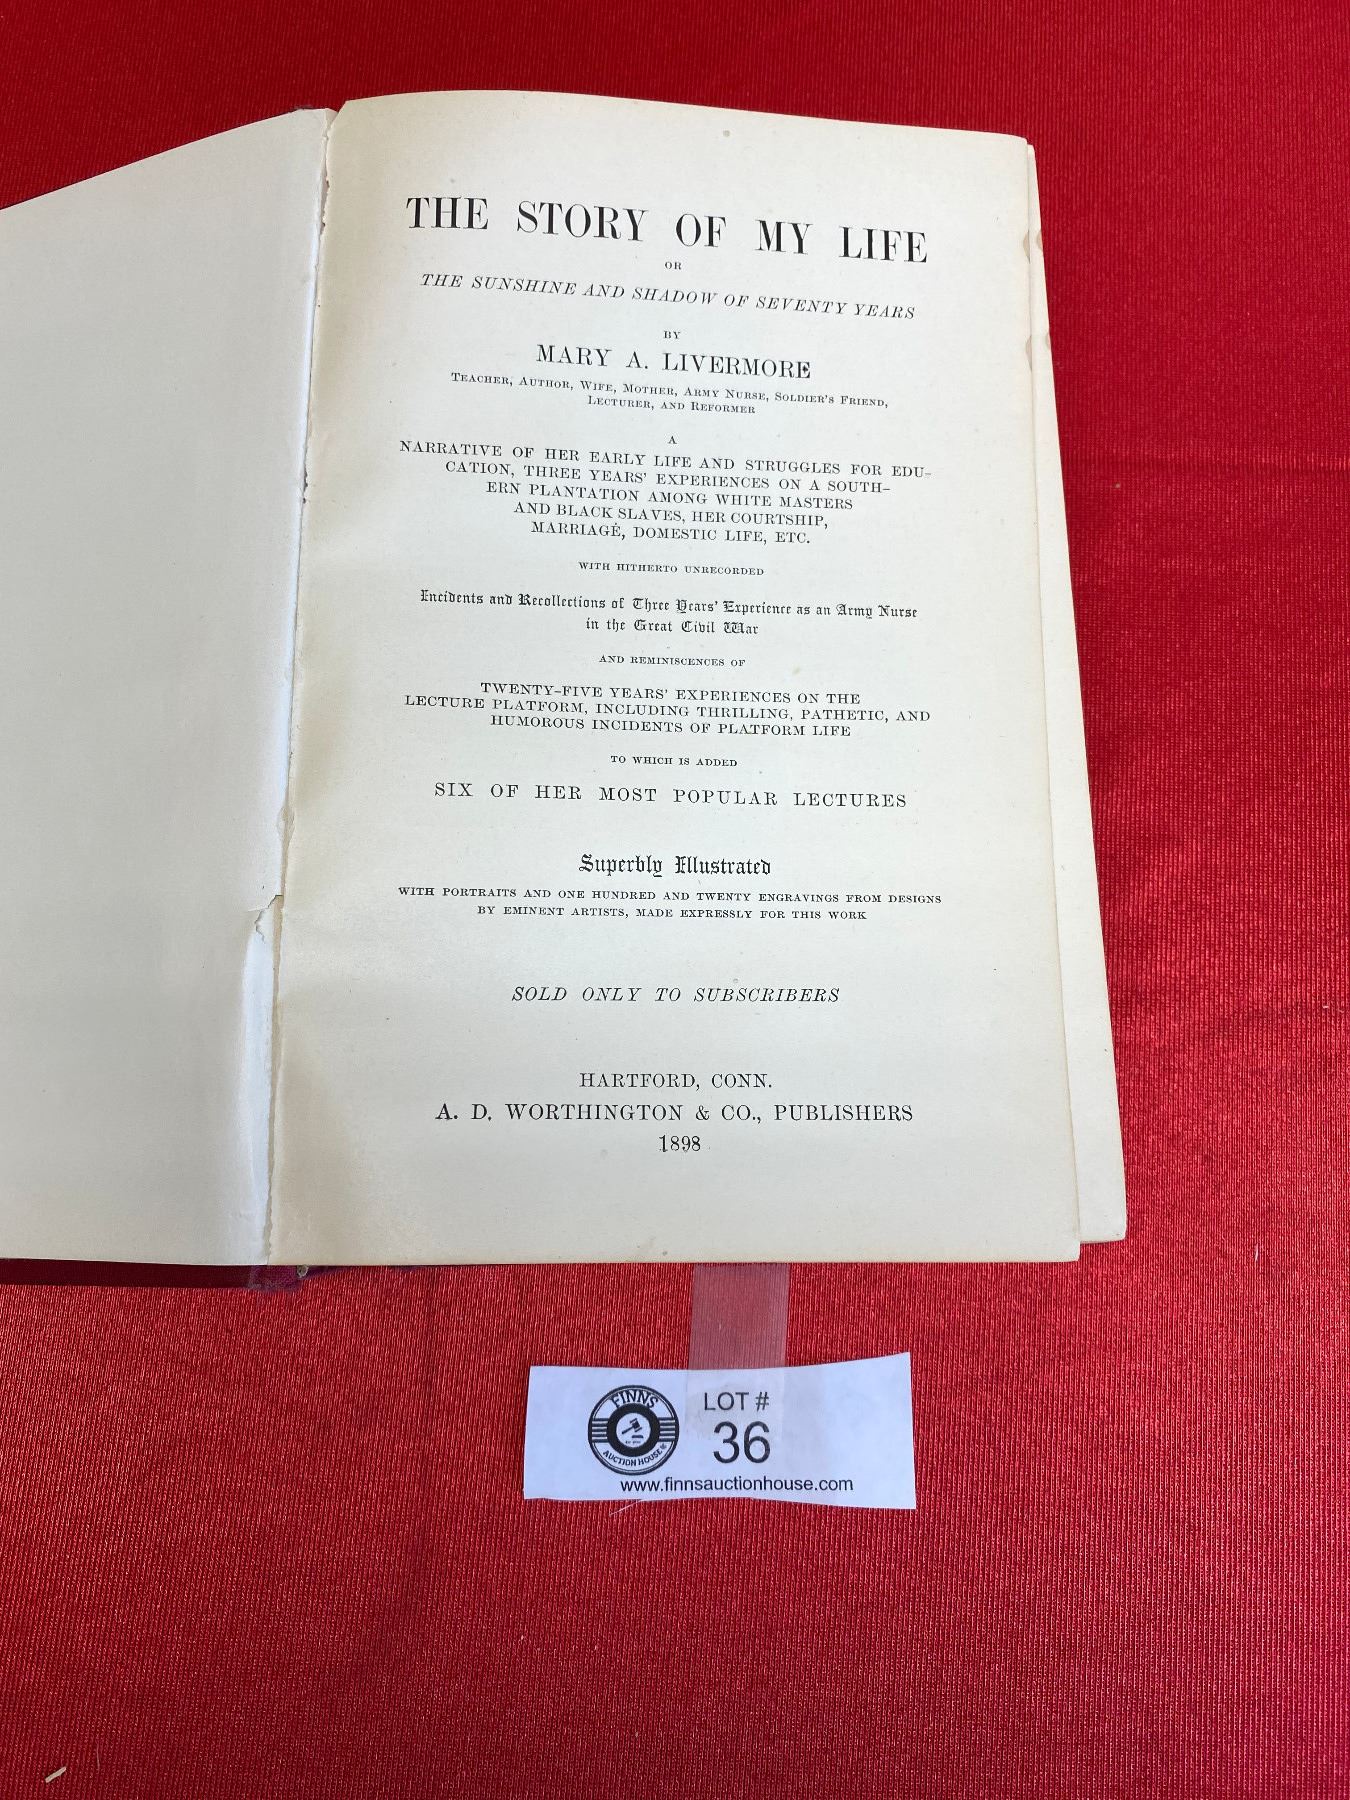 THE STORY OF MY LIFE
OR
THE SUNSHINE AND SHADOW OF SEVENTY YEARS
BY
MARY A. LIVERMORE
TEACHER, AUTHOR, WIFE, MOTHER, ARMY NURSE, SOLDIER'S FRIEND,
LECTURER, AND REFORMER
A
NARRATIVE OF HER EARLY LIFE AND STRUGGLES FOR EDU-
CATION, THREE YEARS' EXPERIENCES ON A SOUTH-
ERN PLANTATION AMONG WHITE MASTERS
AND BLACK SLAVES, HER COURTSHIP,
MARRIAGE, DOMESTIC LIFE, ETC.
WITH HITHERTO UNRECORDED
Incidents and Recollections of Three Years' Experience as an Army Nurse
in the Great Civil War
AND REMINISCENCES OF
TWENTY-FIVE YEARS' EXPERIENCES ON THE
LECTURE PLATFORM, INCLUDING THRILLING, PATHETIC, AND
HUMOROUS INCIDENTS OF PLATFORM LIFE
TO WHICH IS ADDED
SIX OF HER MOST POPULAR LECTURES
Superbly Illustrated
WITH PORTRAITS AND ONE HUNDRED AND TWENTY ENGRAVINGS FROM DESIGNS
BY EMINENT ARTISTS, MADE EXPRESSLY FOR THIS WORK
SOLD ONLY TO SUBSCRIBERS
HARTFORD, CONN.
A. D. WORTHINGTON & CO., PUBLISHERS
1898
FINNS
AUCTION HOUSE
LOT #
36
www.finnsauctionhouse.com